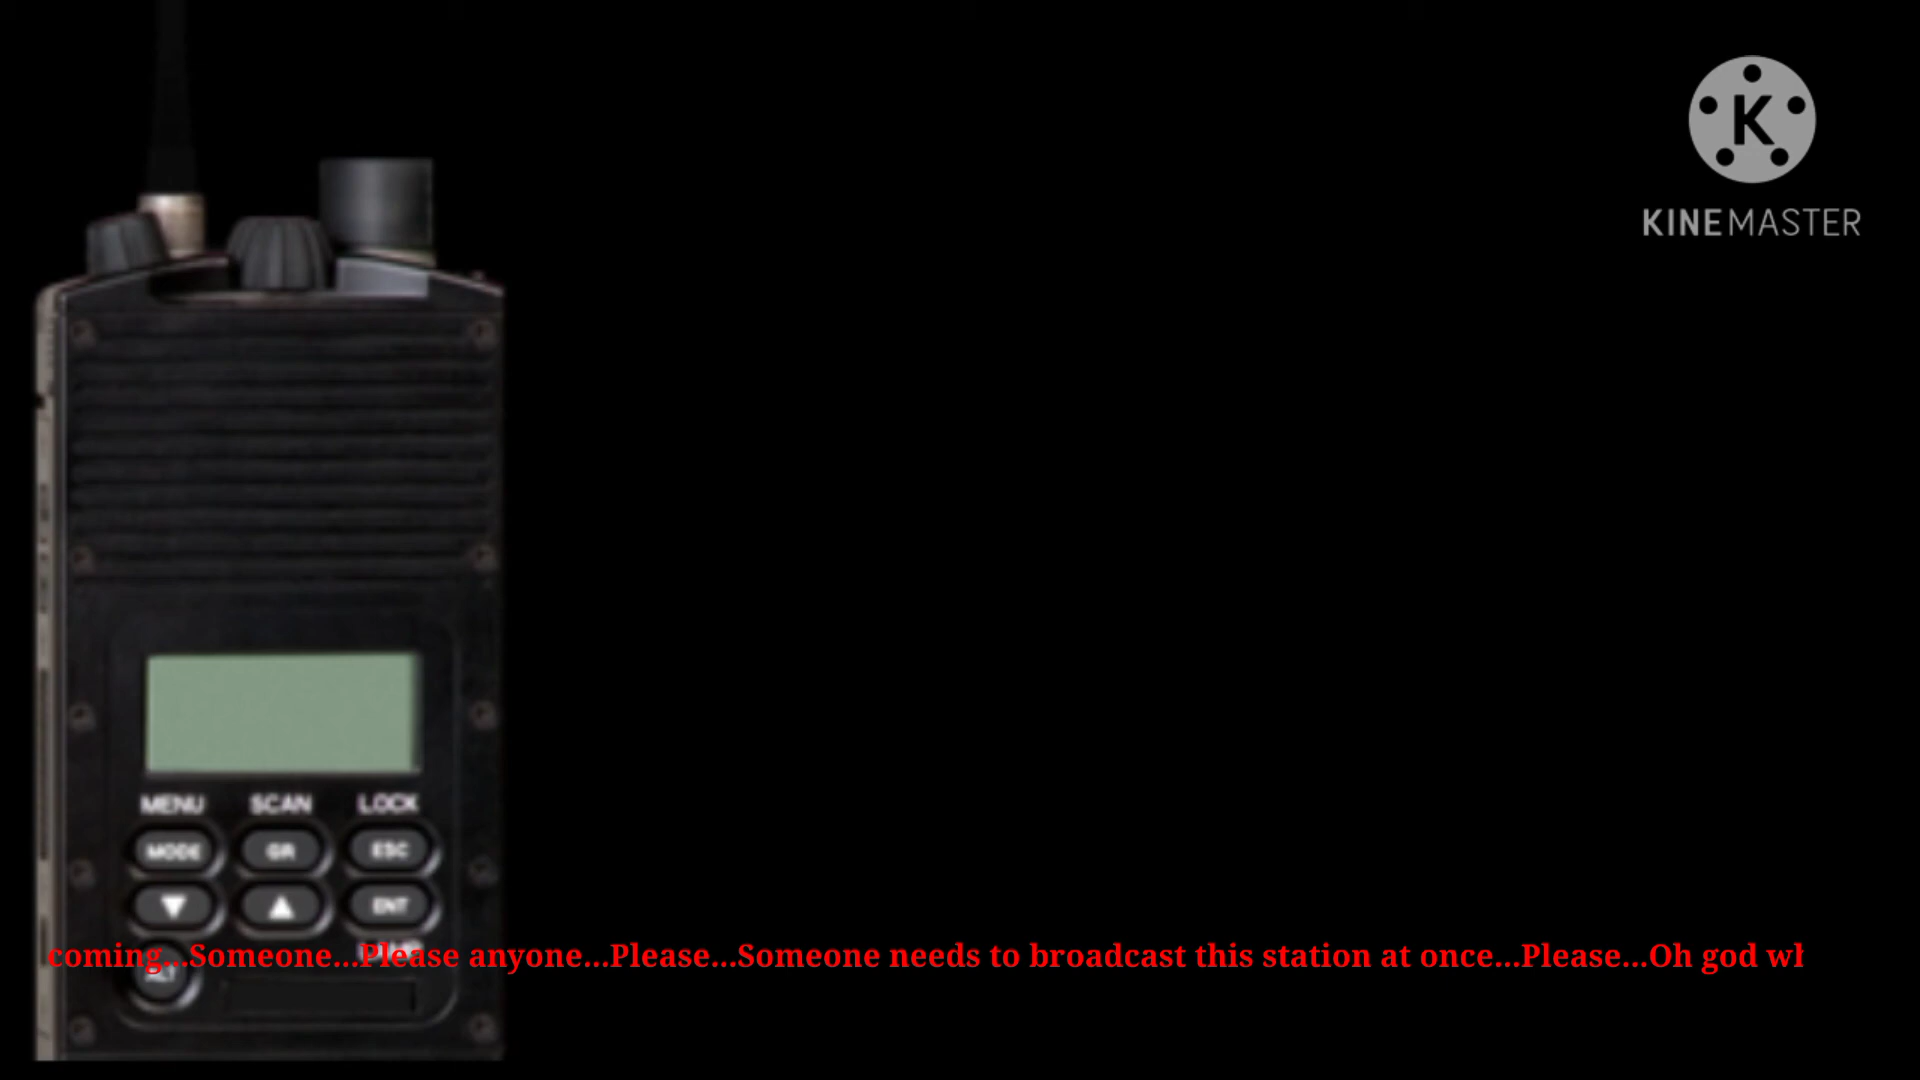 K
KINEMASTER
MENU SCAN LOCK
MODE GR ESC
ENT
coming...Someone...Please anyone...Please...Someone needs to broadcast this station at once...Please...Oh god